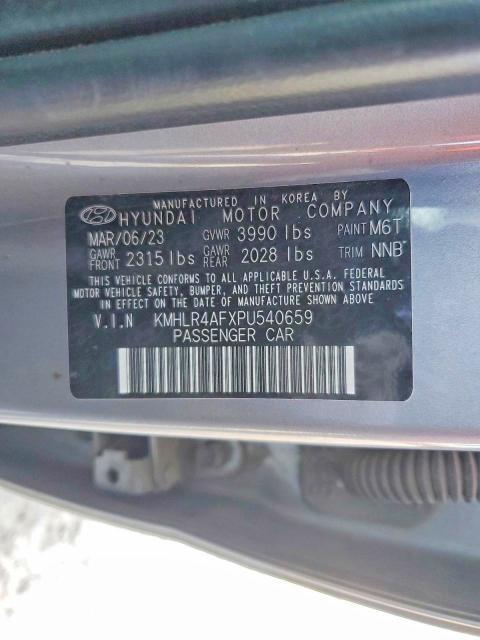 MANUFACTURED IN KOREA BY
HYUNDAI MOTOR COMPANY
MAR/06/23 GVWR 3990 lbs PAINT M6T
GAWR FRONT 2315 lbs GAWR REAR 2028 lbs TRIM NNB
THIS VEHICLE CONFORMS TO ALL APPLICABLE U.S.A. FEDERAL
MOTOR VEHICLE SAFETY, BUMPER, AND THEFT PREVENTION STANDARDS
IN EFFECT ON THE DATE OF MANUFACTURE SHOWN ABOVE.
V.I.N KMHLR4AFXPU540659
PASSENGER CAR